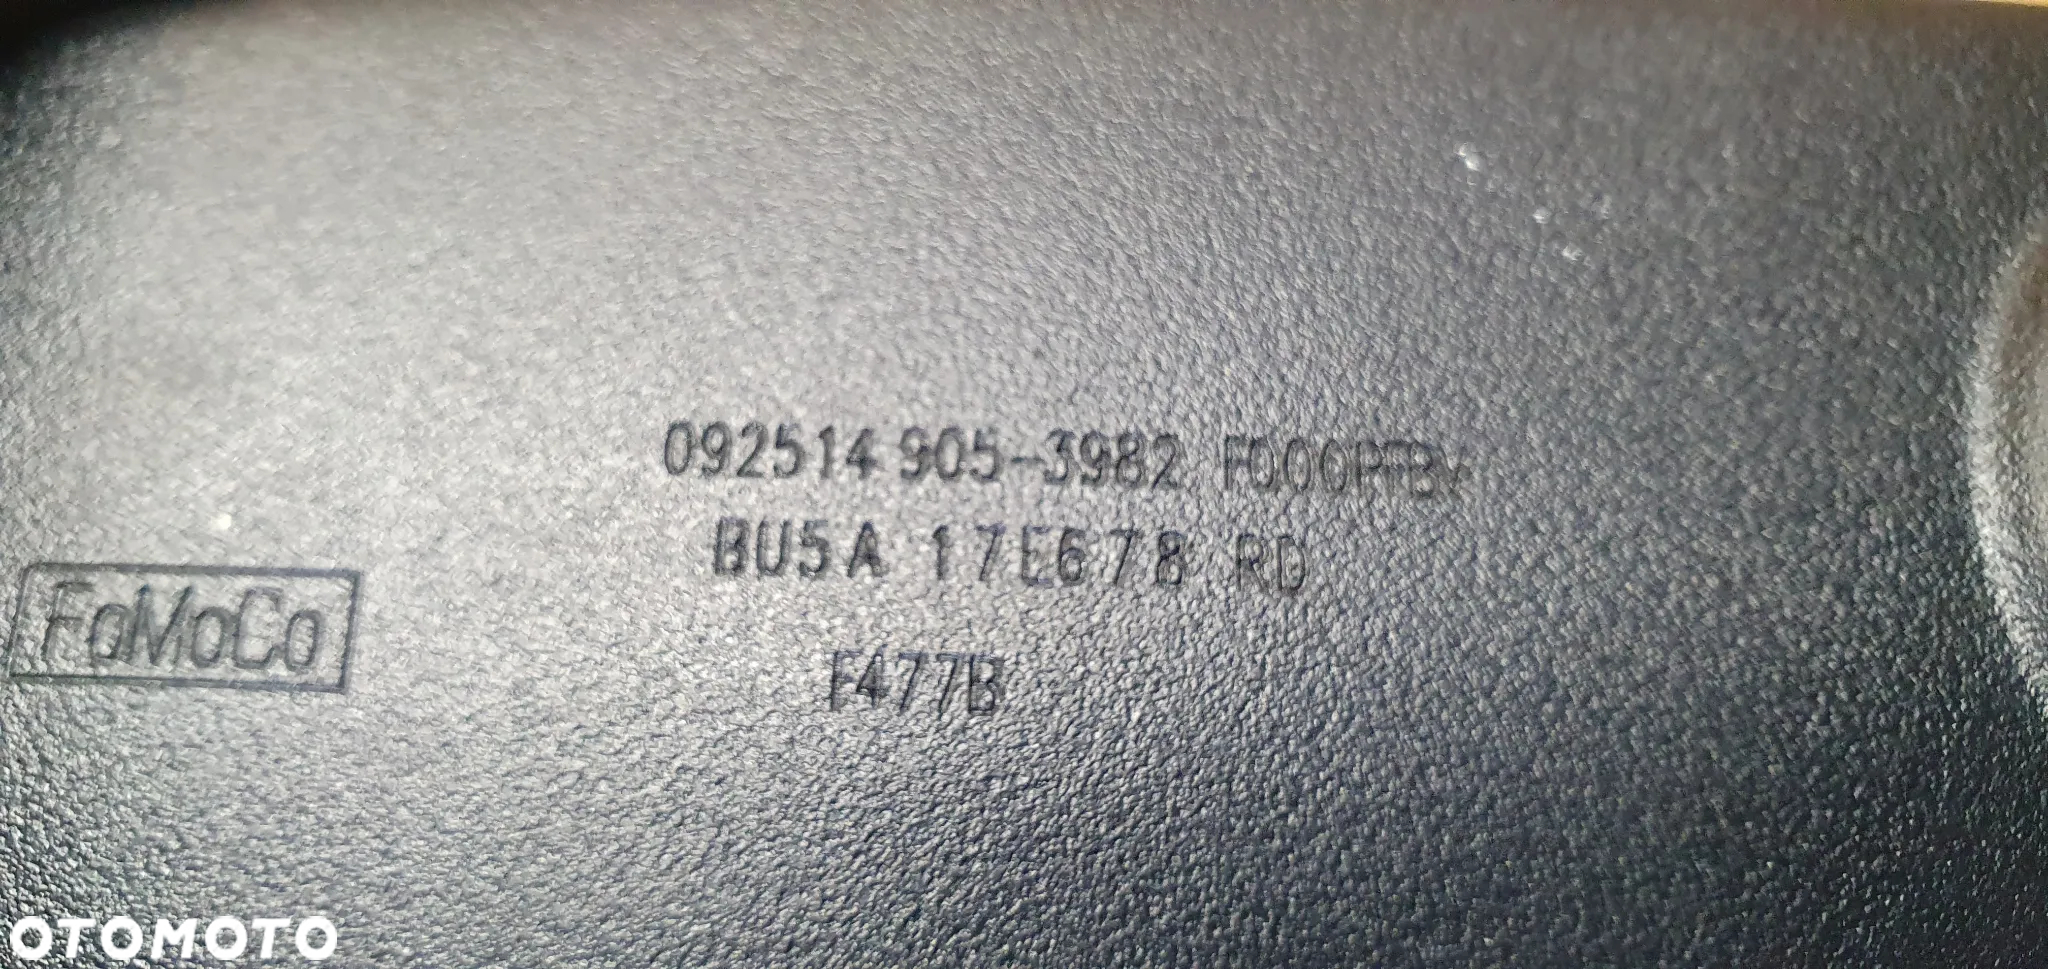 092514 905-3982
BU5A 17E678 RD
FoMoCo
F477B
OTOMOTO